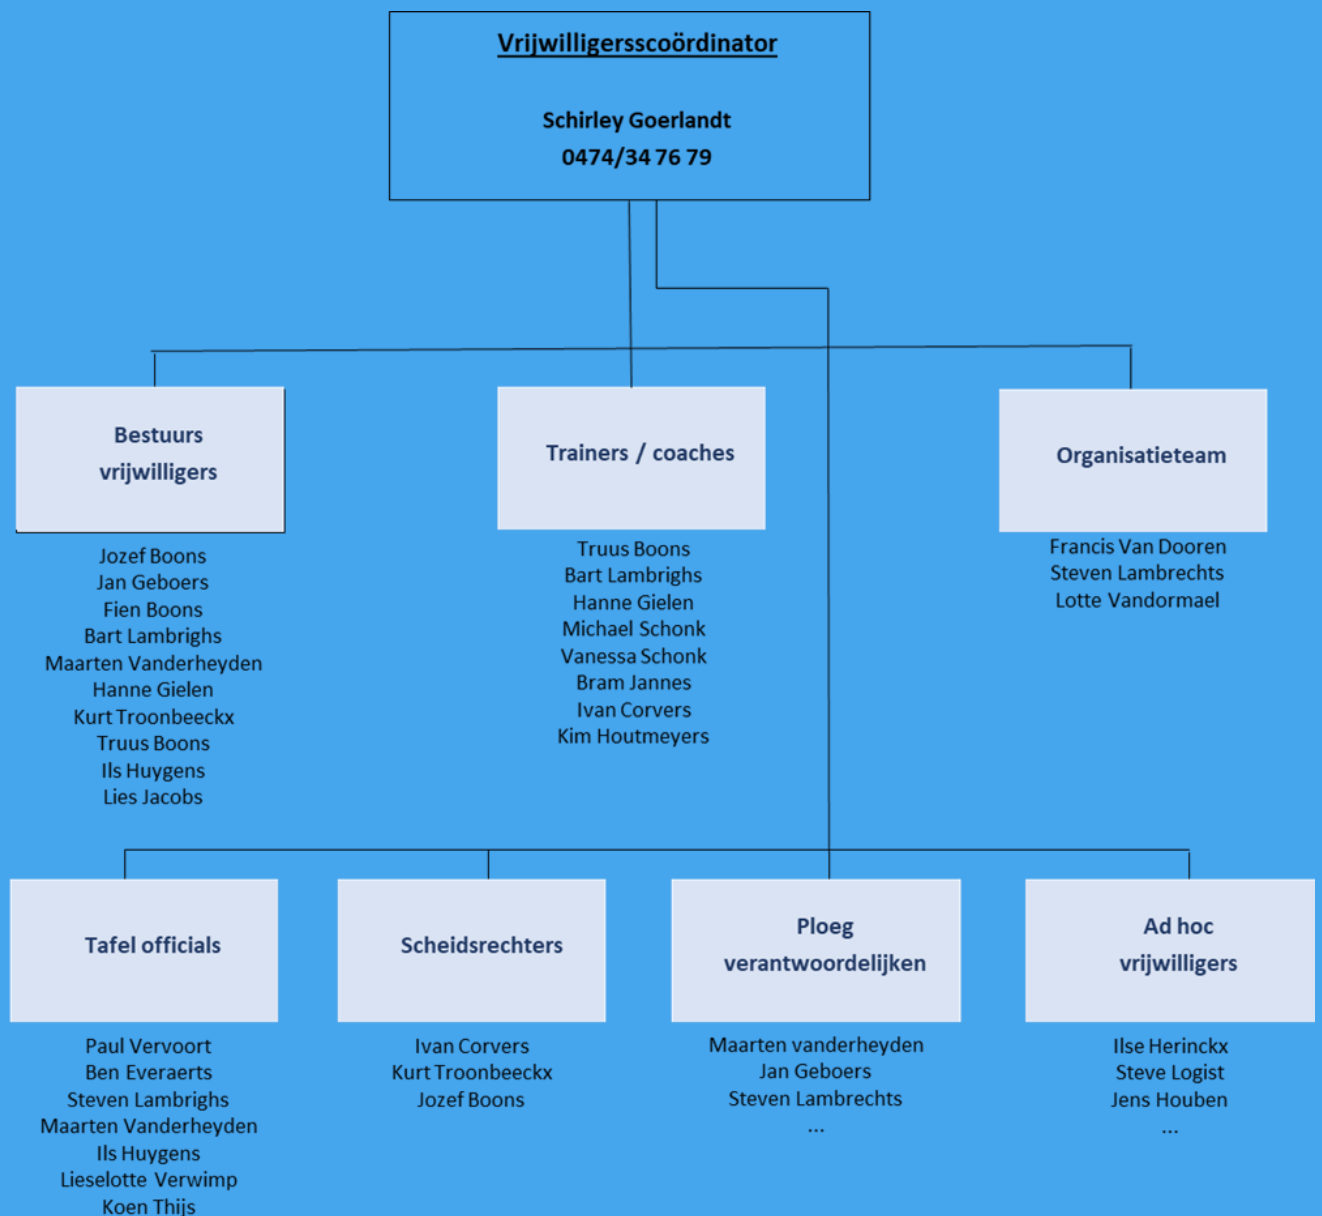 Vrijwilligersscoördinator
Schirley Goerlandt
0474/34 76 79
Bestuurs
vrijwilligers
Jozef Boons
Jan Geboers
Fien Boons
Bart Lambrighs
Maarten Vanderheyden
Hanne Gielen
Kurt Troonbeeckx
Truus Boons
Ils Huygens
Lies Jacobs
Trainers / coaches
Truus Boons
Bart Lambrighs
Hanne Gielen
Michael Schonk
Vanessa Schonk
Bram Jannes
Ivan Corvers
Kim Houtmeyers
Organisatieteam
Francis Van Dooren
Steven Lambrechts
Lotte Vandormael
Tafel officials
Paul Vervoort
Ben Everaerts
Steven Lambrighs
Maarten Vanderheyden
Ils Huygens
Lieselotte Verwimp
Koen Thijs
Scheidsrechters
Ivan Corvers
Kurt Troonbeeckx
Jozef Boons
Ploeg
verantwoordelijken
Maarten vanderheyden
Jan Geboers
Steven Lambrechts
...
Ad hoc
vrijwilligers
Ilse Herinckx
Steve Logist
Jens Houben
...